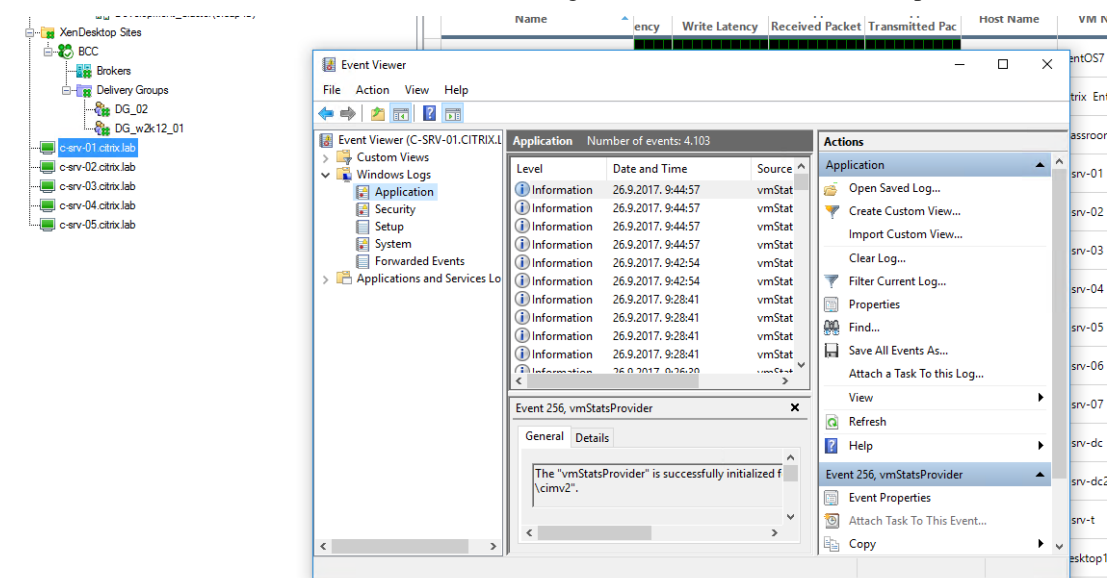 XenDesktop Sites
BCC
Brokers
Delivery Groups
DG_02
DG_w2k12_01
c-srv-01.citrix.lab
c-srv-02.citrix.lab
c-srv-03.citrix.lab
c-srv-04.citrix.lab
c-srv-05.citrix.lab
Name
ency
Write Latency
Received Packet
Transmitted Pac
Host Name
VM N
Event Viewer
File Action View Help
Event Viewer (C-SRV-01.CITRIX.L
Custom Views
Windows Logs
Application
Security
Setup
System
Forwarded Events
Applications and Services Lo
Application Number of events: 4.103
Level Date and Time Source
Information 26.9.2017. 9:44:57 vmStat
Information 26.9.2017. 9:44:57 vmStat
Information 26.9.2017. 9:44:57 vmStat
Information 26.9.2017. 9:44:57 vmStat
Information 26.9.2017. 9:42:54 vmStat
Information 26.9.2017. 9:42:54 vmStat
Information 26.9.2017. 9:28:41 vmStat
Information 26.9.2017. 9:28:41 vmStat
Information 26.9.2017. 9:28:41 vmStat
Information 26.9.2017. 9:28:41 vmStat
Information 26.9.2017. 9:26:39 vmStat
Event 256, vmStatsProvider
General Details
The "vmStatsProvider" is successfully initialized f
\cimv2".
Actions
Application
Open Saved Log...
Create Custom View...
Import Custom View...
Clear Log...
Filter Current Log...
Properties
Find...
Save All Events As...
Attach a Task To this Log...
View
Refresh
Help
Event 256, vmStatsProvider
Event Properties
Attach Task To This Event...
Copy
entOS7
trix Ent
assroor
srv-01
srv-02
srv-03
srv-04
srv-05
srv-06
srv-07
srv-dc
srv-dc2
srv-t
esktop1